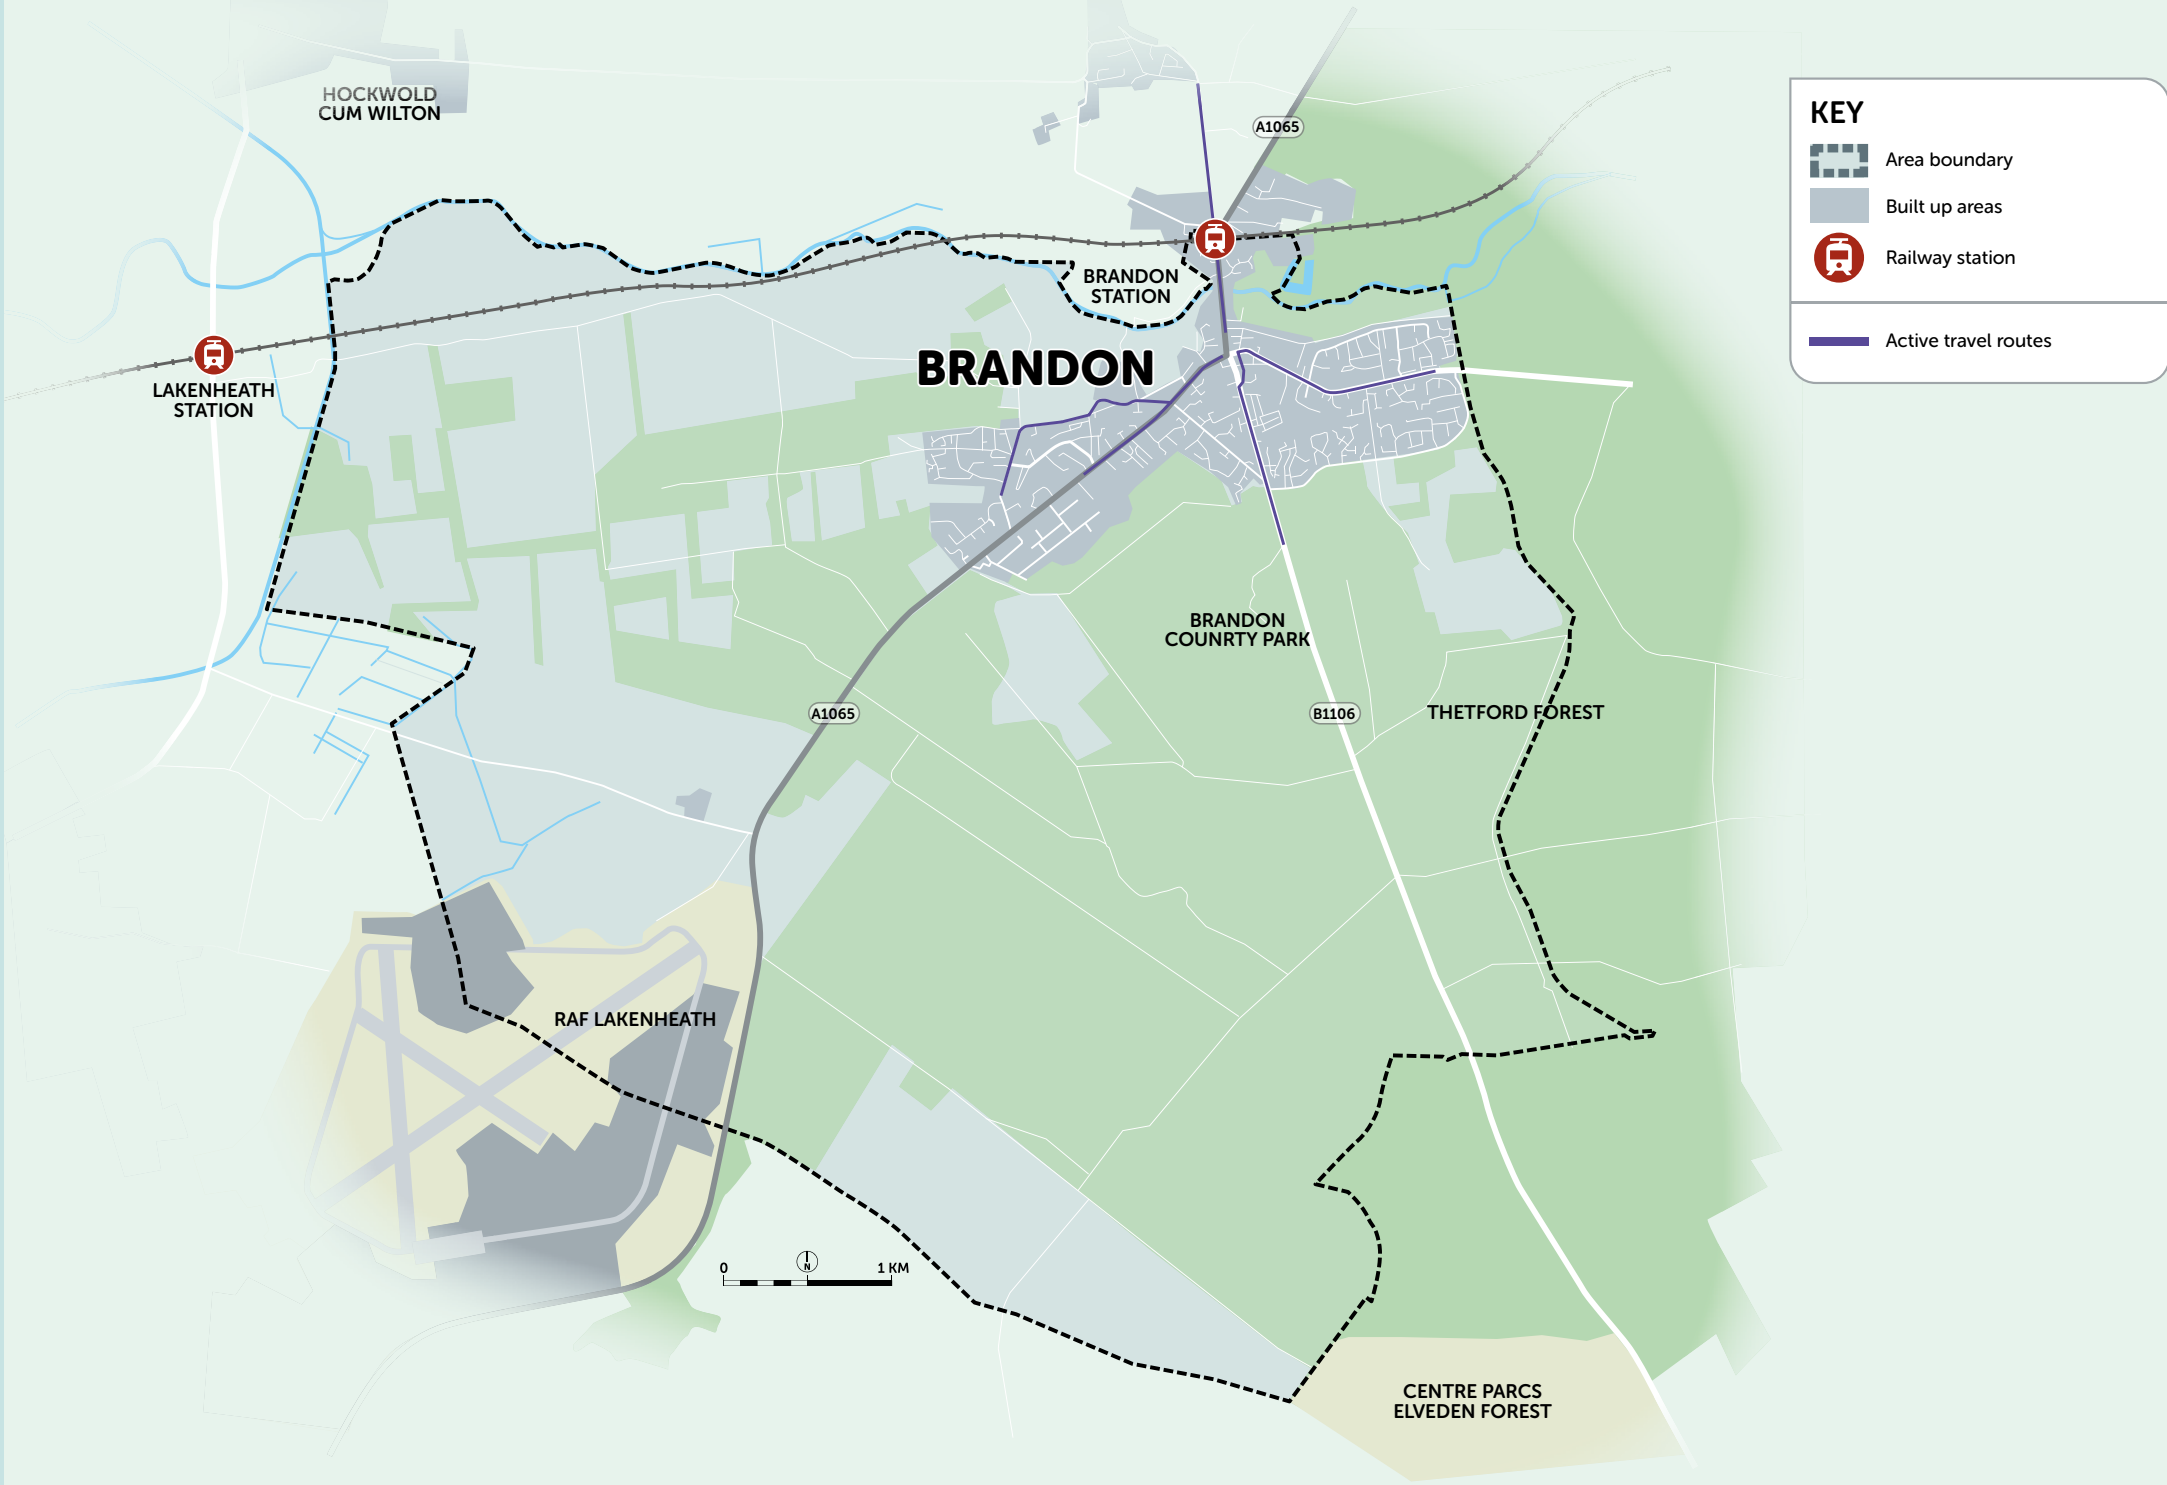 HOCKWOLD
CUM WILTON
A1065
BRANDON
STATION
BRANDON
LAKENHEATH
STATION
BRANDON
COUNRTY PARK
A1065
B1106
THETFORD FOREST
RAF LAKENHEATH
0
N
1 KM
CENTRE PARCS
ELVEDEN FOREST
KEY
Area boundary
Built up areas
Railway station
Active travel routes